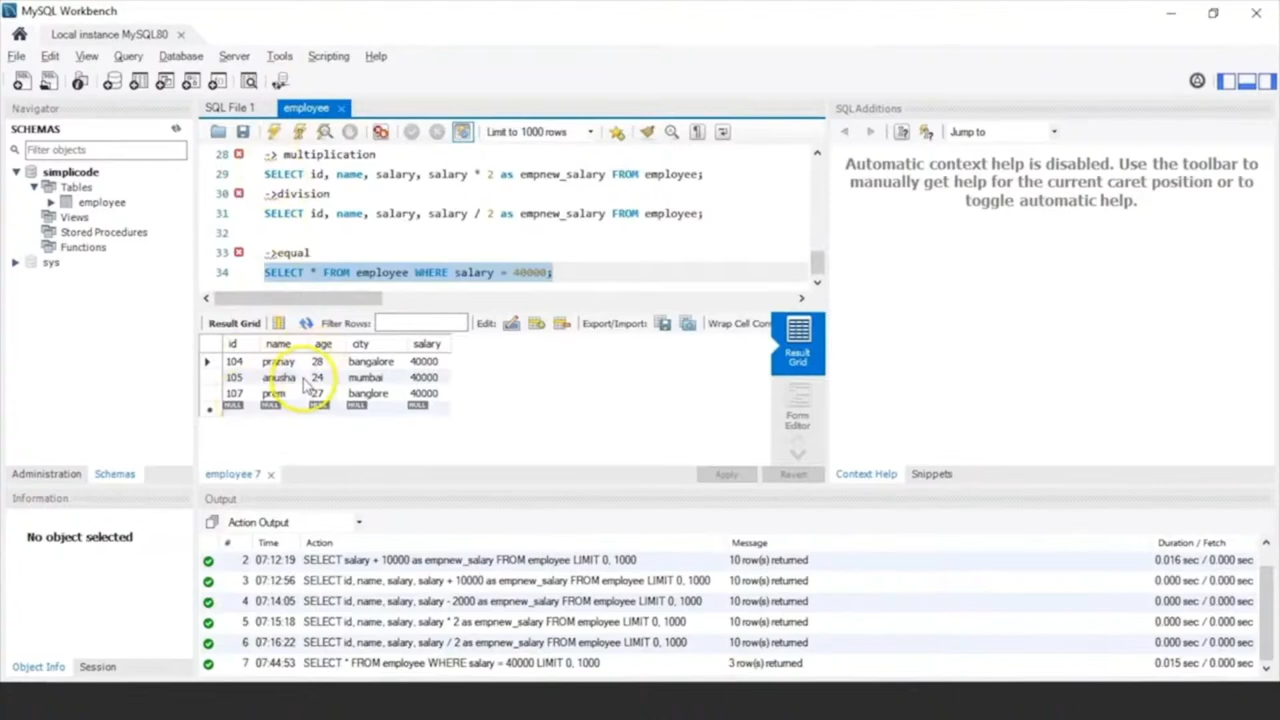 MySQL Workbench
Local instance MySQL80 ×
File Edit View Query Database Server Tools Scripting Help
Navigator
SCHEMAS
Filter objects
simplicode
Tables
employee
Views
Stored Procedures
Functions
sys
Administration Schemas
Information
No object selected
Object Info Session
SQL File 1 employee ×
Limit to 1000 rows
28 -> multiplication
29 SELECT id, name, salary, salary * 2 as empnew_salary FROM employee;
30 ->division
31 SELECT id, name, salary, salary / 2 as empnew_salary FROM employee;
32
33 ->equal
34 SELECT * FROM employee WHERE salary = 40000;
Result Grid Filter Rows: Edit: Export/Import: Wrap Cell Con
id name age city salary
104 pranay 28 bangalore 40000
105 anusha 24 mumbai 40000
107 prem 27 banglore 40000
NULL NULL NULL NULL NULL
Result
Grid
Form
Editor
employee 7 × Apply Revert
SQLAdditions
Jump to
Automatic context help is disabled. Use the toolbar to
manually get help for the current caret position or to
toggle automatic help.
Context Help Snippets
Output
Action Output
# Time Action Message Duration / Fetch
2 07:12:19 SELECT salary + 10000 as empnew_salary FROM employee LIMIT 0, 1000 10 row(s) returned 0.016 sec / 0.000 sec
3 07:12:56 SELECT id, name, salary, salary + 10000 as empnew_salary FROM employee LIMIT 0, 1000 10 row(s) returned 0.000 sec / 0.000 sec
4 07:14:05 SELECT id, name, salary, salary - 2000 as empnew_salary FROM employee LIMIT 0, 1000 10 row(s) returned 0.000 sec / 0.000 sec
5 07:15:18 SELECT id, name, salary, salary * 2 as empnew_salary FROM employee LIMIT 0, 1000 10 row(s) returned 0.000 sec / 0.000 sec
6 07:16:22 SELECT id, name, salary, salary / 2 as empnew_salary FROM employee LIMIT 0, 1000 10 row(s) returned 0.000 sec / 0.000 sec
7 07:44:53 SELECT * FROM employee WHERE salary = 40000 LIMIT 0, 1000 3 row(s) returned 0.015 sec / 0.000 sec